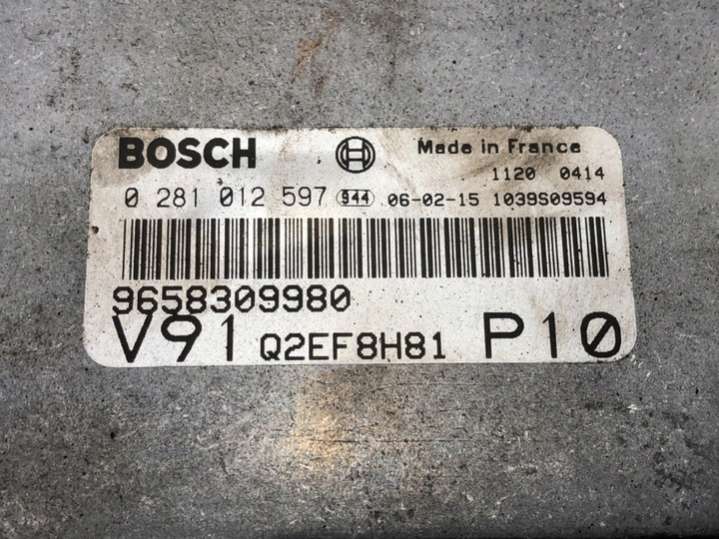 BOSCH Made in France
1120 0414
0 281 012 597 944 06-02-15 1039S09594
9658309980
V91 Q2EF8H81 P10